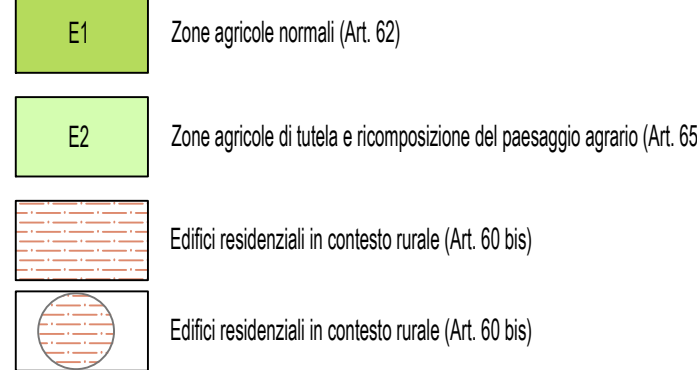 E1 Zone agricole normali (Art. 62)
E2 Zone agricole di tutela e ricomposizione del paesaggio agrario (Art. 65
Edifici residenziali in contesto rurale (Art. 60 bis)
Edifici residenziali in contesto rurale (Art. 60 bis)